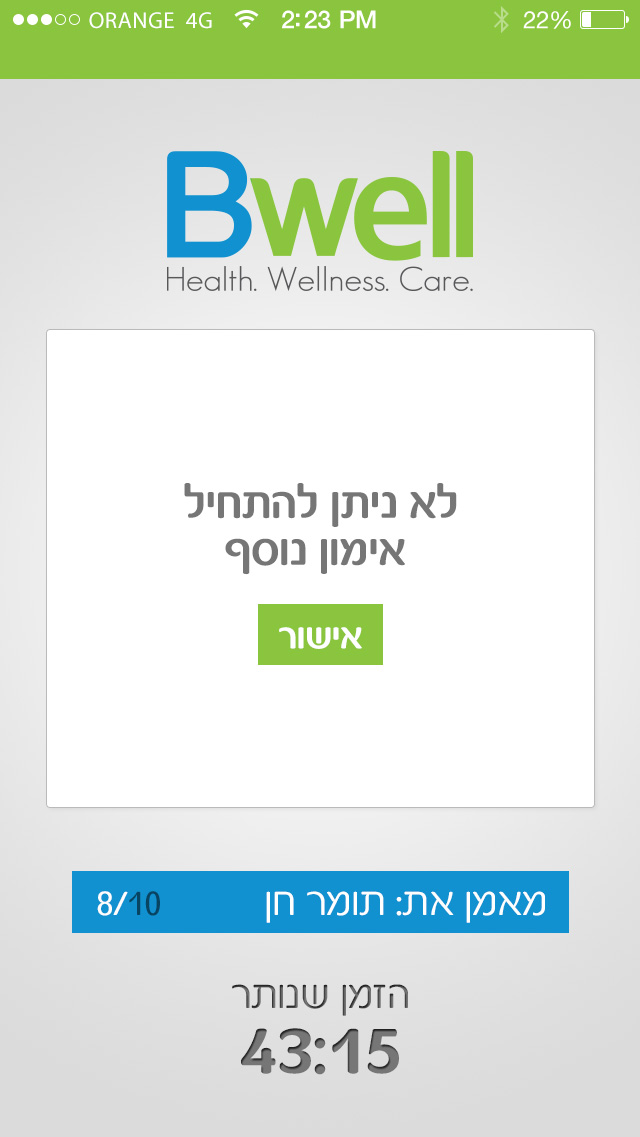 ORANGE 4G 2:23 PM 22%
Bwell
Health. Wellness. Care.
לא ניתן להתחיל
אימון נוסף
אישור
מאמן את: תומר חן 8/10
הזמן שנותר
43:15